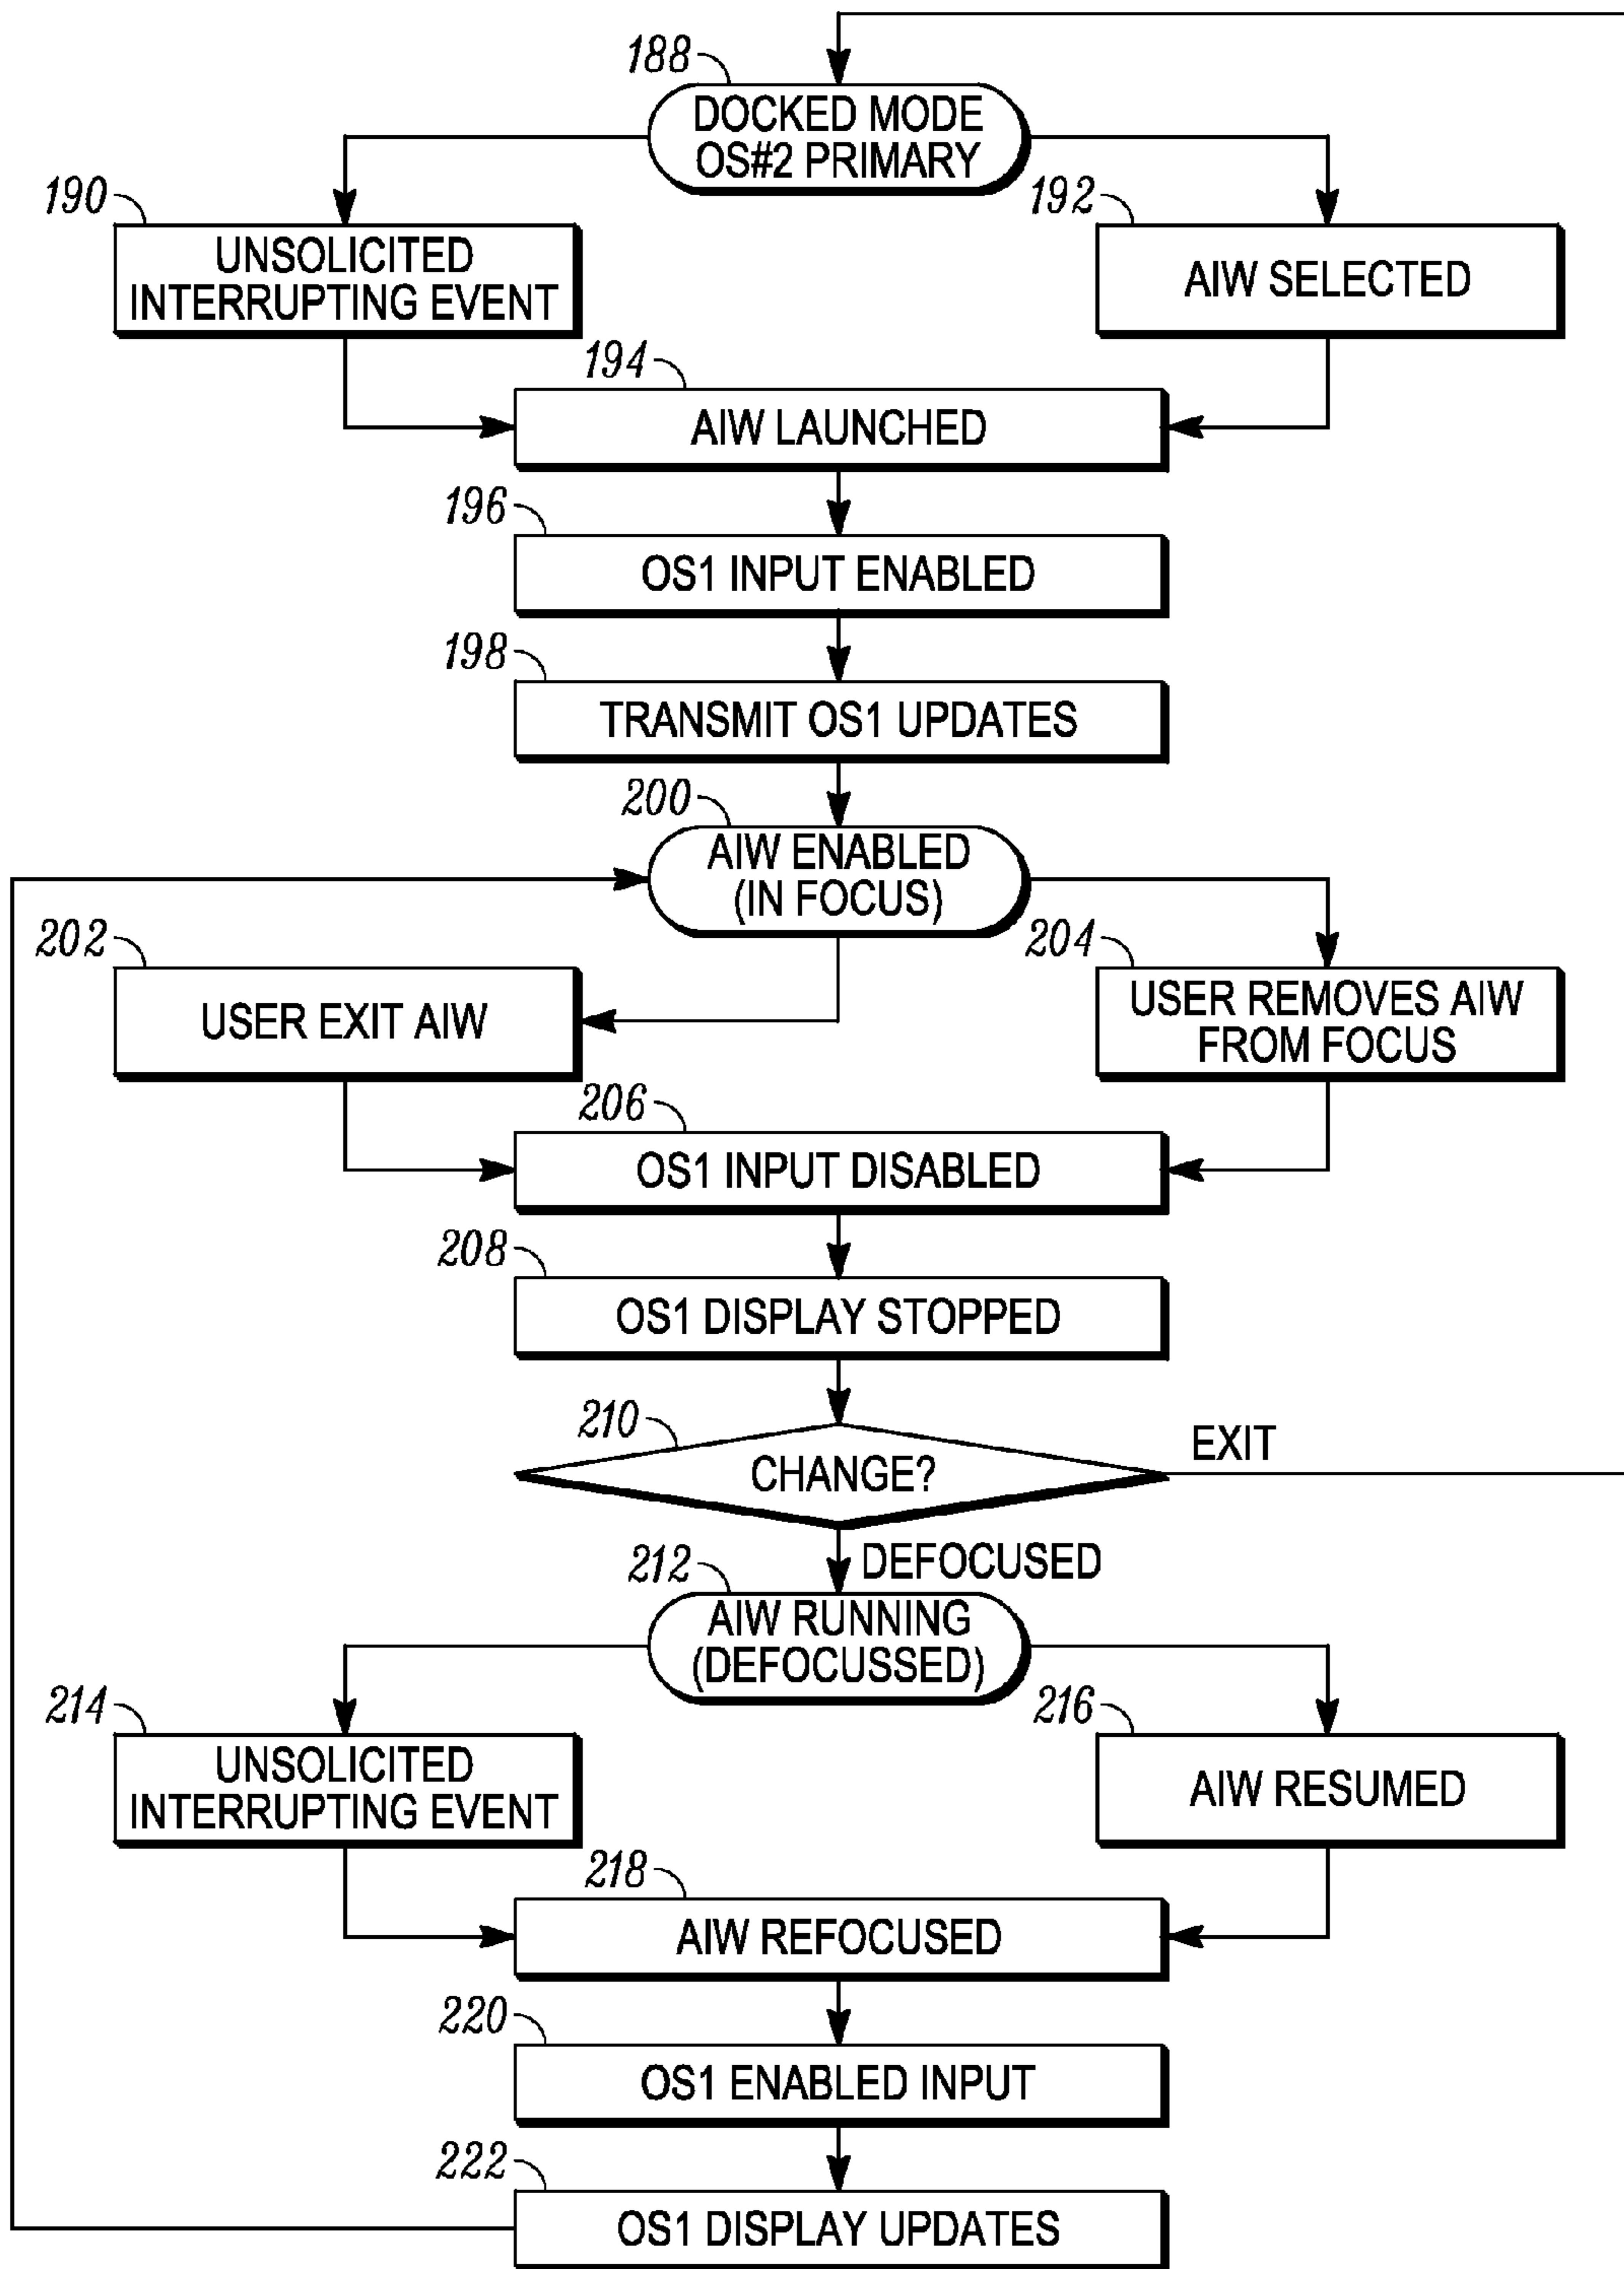 188
DOCKED MODE
OS#2 PRIMARY
190
UNSOLICITED
INTERRUPTING EVENT
192
AIW SELECTED
194
AIW LAUNCHED
196
OS1 INPUT ENABLED
198
TRANSMIT OS1 UPDATES
200
AIW ENABLED
(IN FOCUS)
202
USER EXIT AIW
204
USER REMOVES AIW
FROM FOCUS
206
OS1 INPUT DISABLED
208
OS1 DISPLAY STOPPED
210
CHANGE?
EXIT
DEFOCUSED
212
AIW RUNNING
(DEFOCUSSED)
214
UNSOLICITED
INTERRUPTING EVENT
216
AIW RESUMED
218
AIW REFOCUSED
220
OS1 ENABLED INPUT
222
OS1 DISPLAY UPDATES